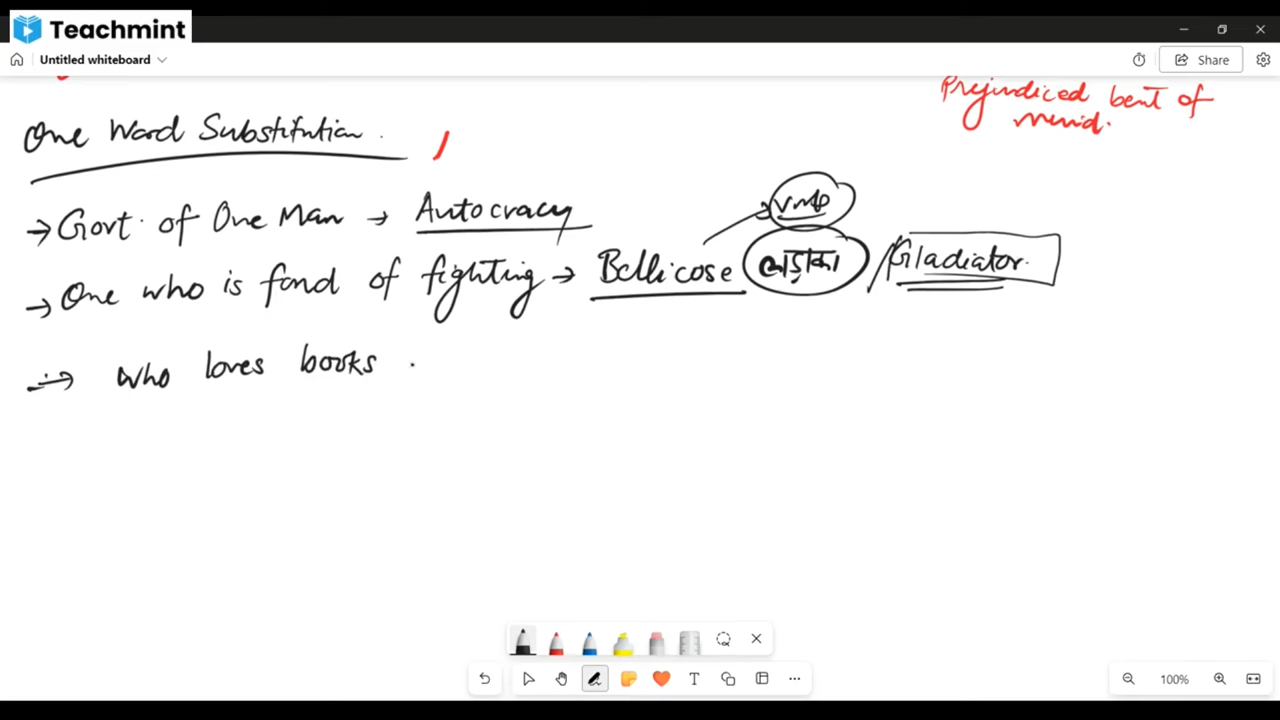 Teachmint
Untitled whiteboard
Share
Prejudiced bent of
One Word Substitution.
→ Govt. of One Man → Autocracy
→ One who is fond of fighting → Bellicose लड़ाका /Gladiator.
→ who loves books .
100%